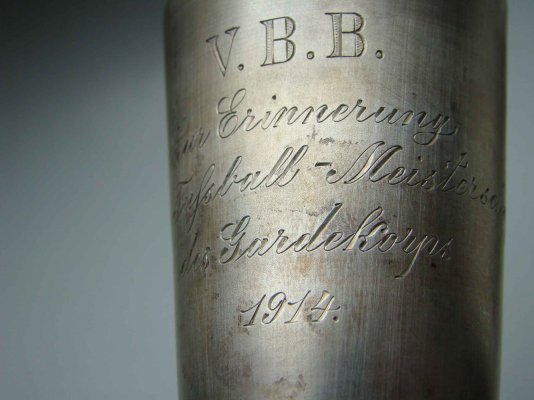 V.B.B.
Zur Erinnerung
Fußball-Meistersch
des Gardekorps
1914.